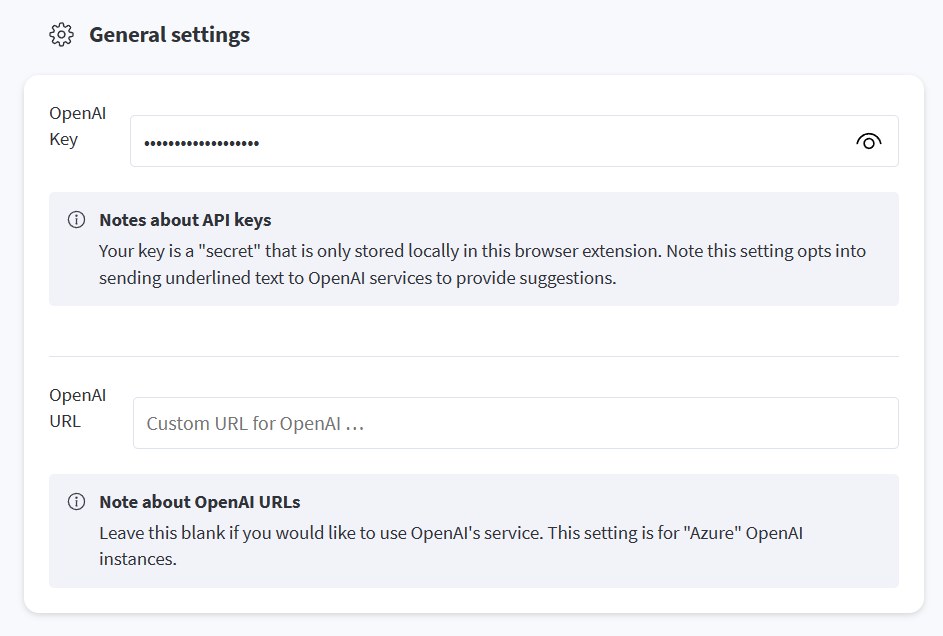 General settings
OpenAI
Key
•••••••••••••••••••
Notes about API keys
Your key is a "secret" that is only stored locally in this browser extension. Note this setting opts into
sending underlined text to OpenAI services to provide suggestions.
OpenAI
URL
Custom URL for OpenAI …
Note about OpenAI URLs
Leave this blank if you would like to use OpenAI's service. This setting is for "Azure" OpenAI
instances.